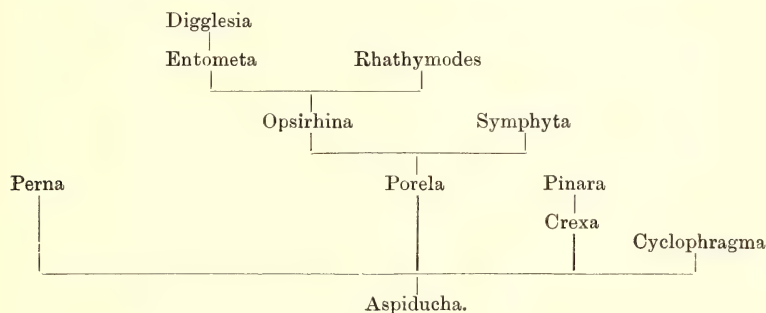 Digglesia
Entometa Rhathymodes
Opsirhina Symphyta
Perna Porela Pinara
Crexa
Cyclophragma
Aspiducha.